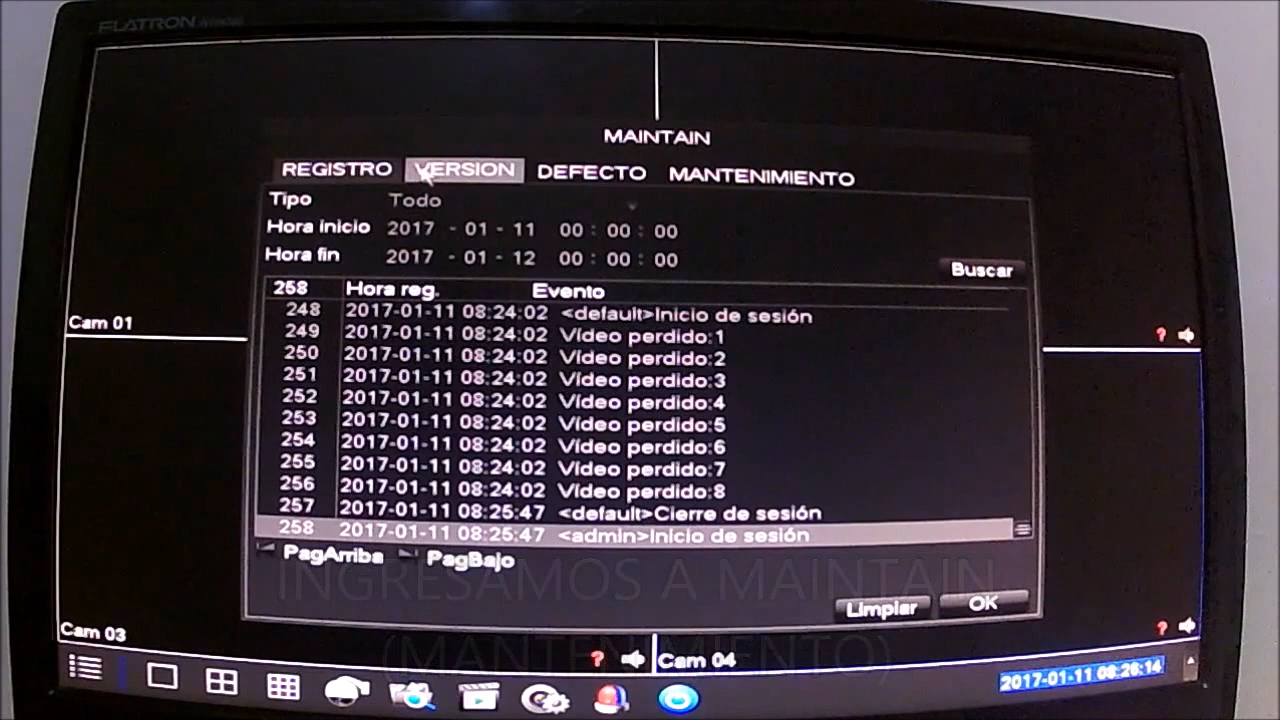 FLATRON
MAINTAIN
REGISTRO VERSION DEFECTO MANTENIMIENTO
Tipo Todo
Hora inicio 2017 - 01 - 11 00 : 00 : 00
Hora fin 2017 - 01 - 12 00 : 00 : 00
Buscar
258 Hora reg. Evento
248 2017-01-11 08:24:02 <default>Inicio de sesión
249 2017-01-11 08:24:02 Vídeo perdido:1
250 2017-01-11 08:24:02 Vídeo perdido:2
251 2017-01-11 08:24:02 Vídeo perdido:3
252 2017-01-11 08:24:02 Vídeo perdido:4
253 2017-01-11 08:24:02 Vídeo perdido:5
254 2017-01-11 08:24:02 Vídeo perdido:6
255 2017-01-11 08:24:02 Vídeo perdido:7
256 2017-01-11 08:24:02 Vídeo perdido:8
257 2017-01-11 08:25:47 <default>Cierre de sesión
258 2017-01-11 08:25:47 <admin>Inicio de sesión
PagArriba PagBajo
Limpiar OK
INGRESAMOS A MAINTAIN
(MANTENIMIENTO)
Cam 01
?
Cam 03
?
? Cam 04
2017-01-11 08:26:14